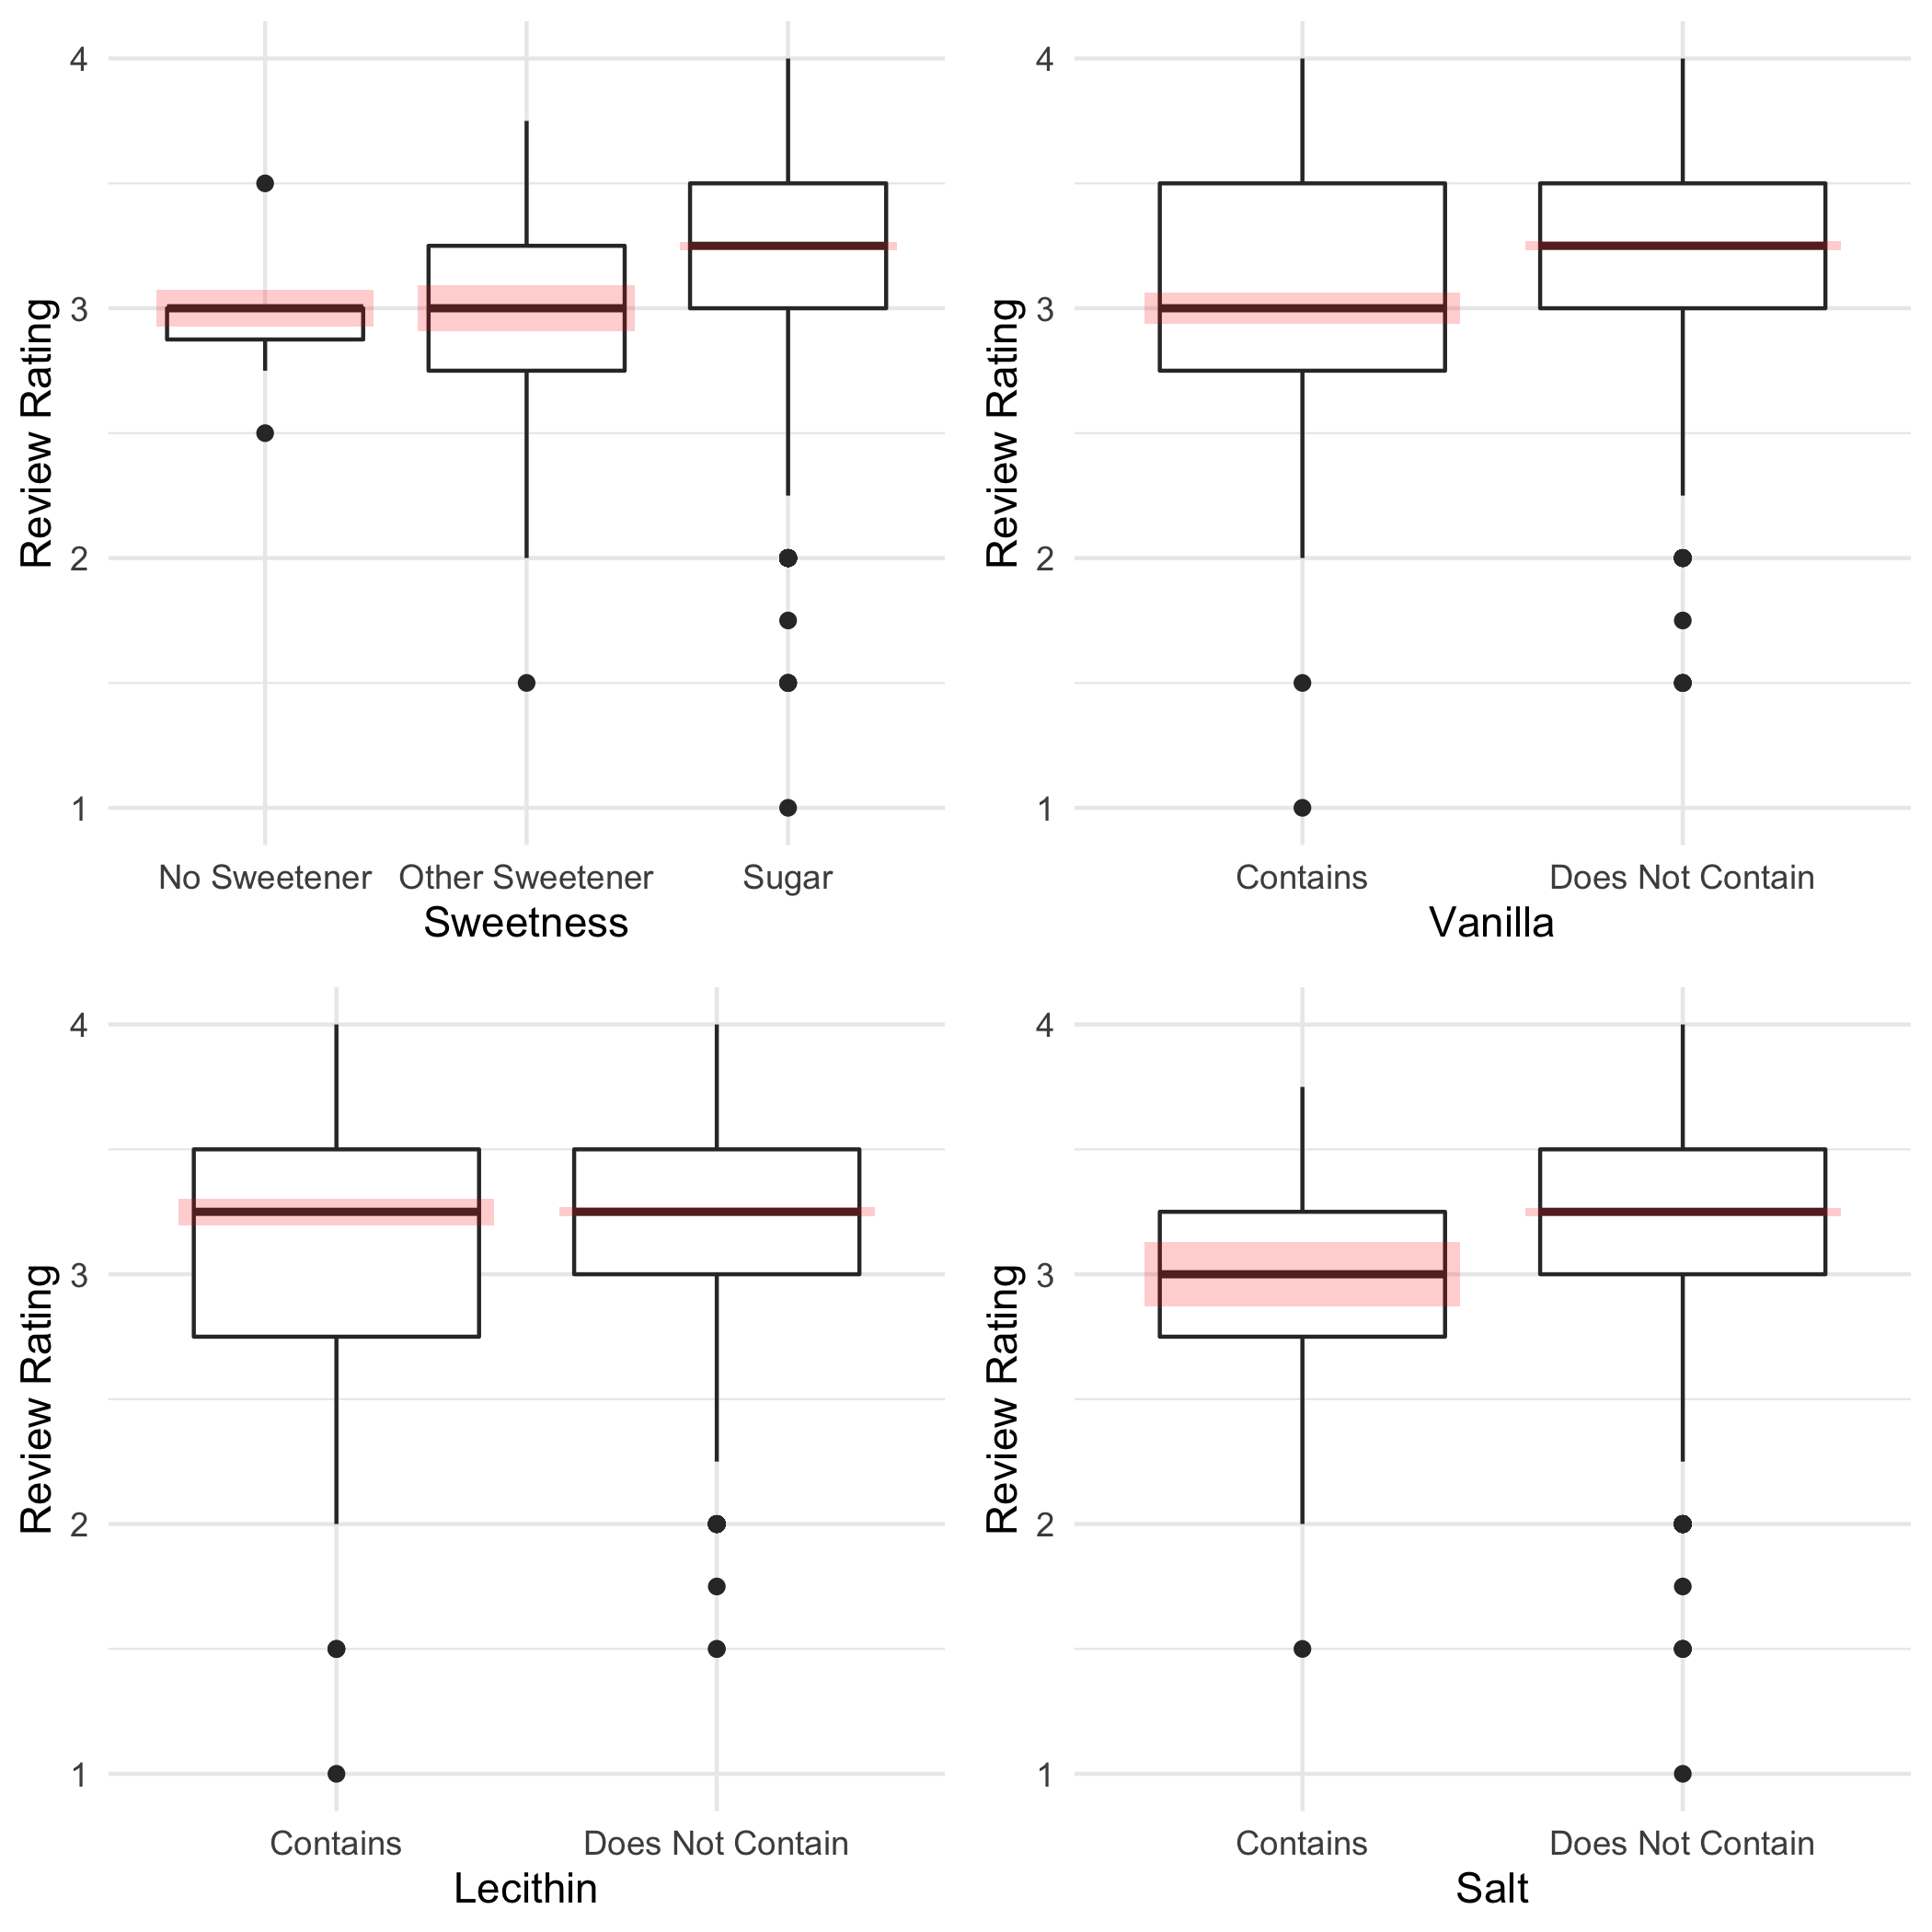 Review Rating
4
3
2
1
No Sweetener Other Sweetener Sugar
Sweetness
Review Rating
4
3
2
1
Contains Does Not Contain
Vanilla
Review Rating
4
3
2
1
Contains Does Not Contain
Lecithin
Review Rating
4
3
2
1
Contains Does Not Contain
Salt